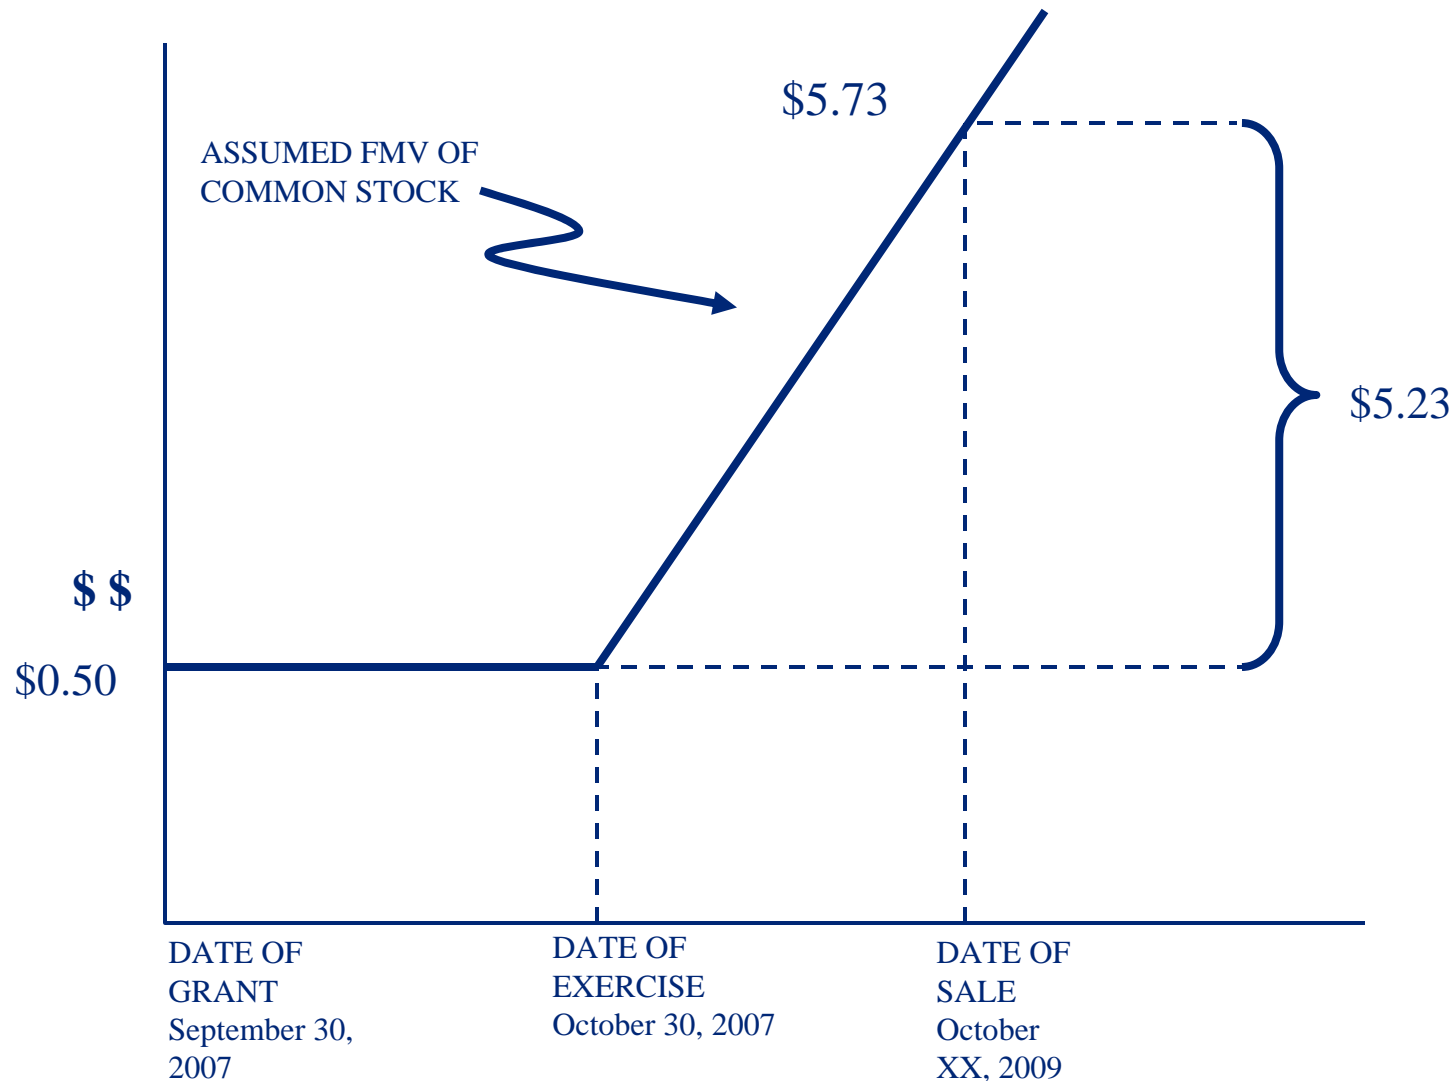 $5.73
ASSUMED FMV OF
COMMON STOCK
$5.23
$ $
$0.50
DATE OF
GRANT
September 30,
2007
DATE OF
EXERCISE
October 30, 2007
DATE OF
SALE
October
XX, 2009